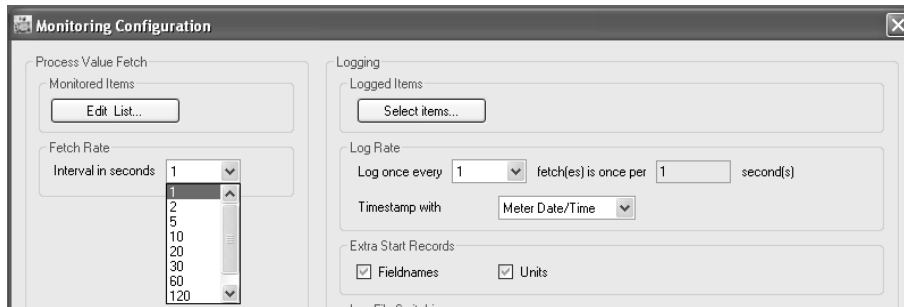 Monitoring Configuration
Process Value Fetch
Monitored Items
Edit List...
Fetch Rate
Interval in seconds 1
1
2
5
10
20
30
60
120
Logging
Logged Items
Select items...
Log Rate
Log once every 1 fetch(es) is once per 1 second(s)
Timestamp with Meter Date/Time
Extra Start Records
Fieldnames Units